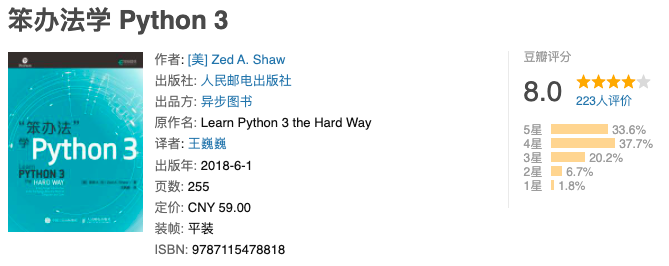 笨办法学 Python 3
“笨办法”
学
Python 3
LEARN
PYTHON 3
THE HARD WAY
作者: [美] Zed A. Shaw
出版社: 人民邮电出版社
出品方: 异步图书
原作名: Learn Python 3 the Hard Way
译者: 王巍巍
出版年: 2018-6-1
页数: 255
定价: CNY 59.00
装帧: 平装
ISBN: 9787115478818
豆瓣评分
8.0
223人评价
5星 33.6%
4星 37.7%
3星 20.2%
2星 6.7%
1星 1.8%